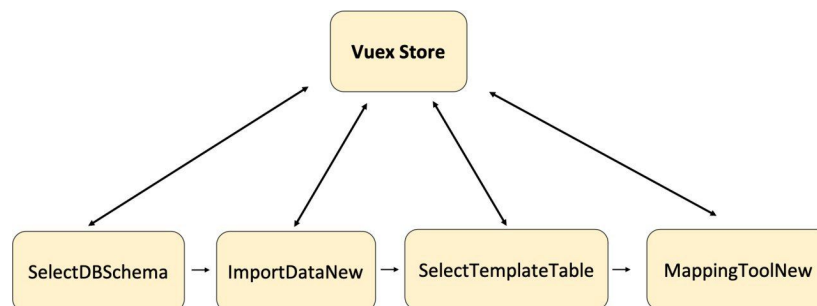 Vuex Store
SelectDBSchema
ImportDataNew
SelectTemplateTable
MappingToolNew